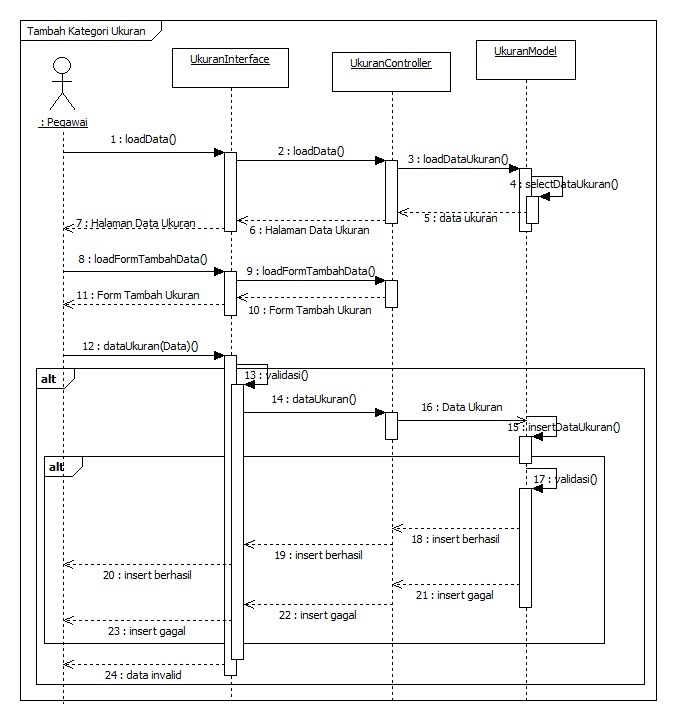 Tambah Kategori Ukuran
UkuranInterface
UkuranController
UkuranModel
: Pegawai
1 : loadData()
2 : loadData()
3 : loadDataUkuran()
4 : selectDataUkuran()
5 : data ukuran
6 : Halaman Data Ukuran
7 : Halaman Data Ukuran
8 : loadFormTambahData()
9 : loadFormTambahData()
10 : Form Tambah Ukuran
11 : Form Tambah Ukuran
12 : dataUkuran(Data)()
alt
13 : validasi()
14 : dataUkuran()
16 : Data Ukuran
15 : insertDataUkuran()
alt
17 : validasi()
18 : insert berhasil
19 : insert berhasil
20 : insert berhasil
21 : insert gagal
22 : insert gagal
23 : insert gagal
24 : data invalid